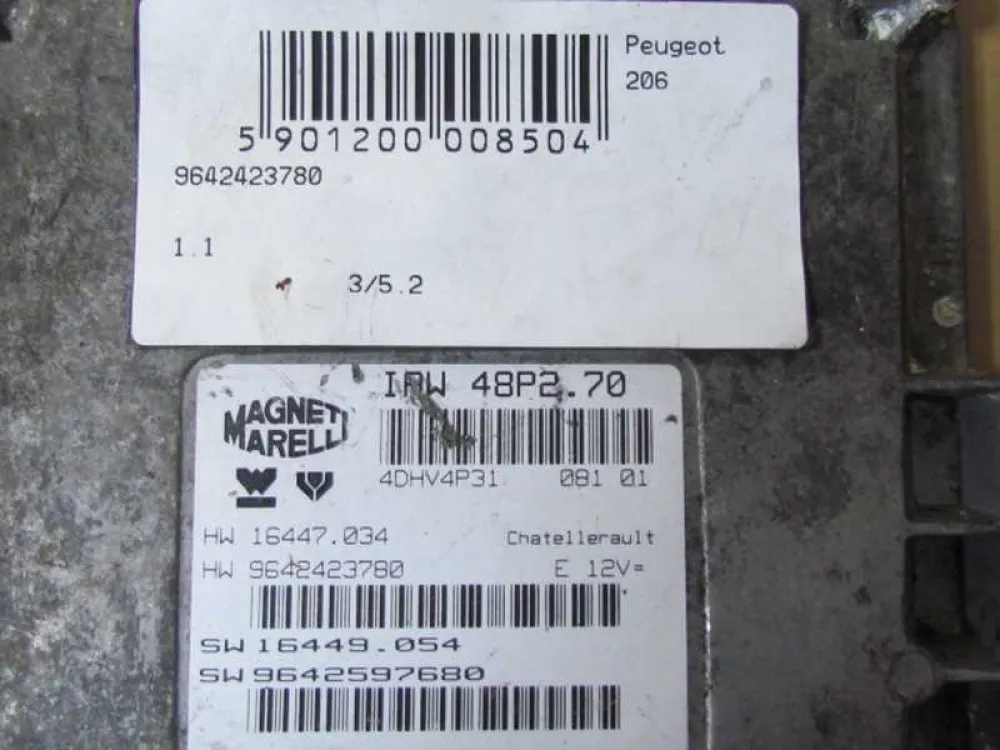 Peugeot
206
5 901200 008504
9642423780
1.1
3/5.2
IAW 48P2.70
MAGNETI
MARELLI
4DHV4P31 081 01
HW 16447.034 Chatellerault
HW 9642423780 E 12V=
SW 16449.054
SW 9642597680